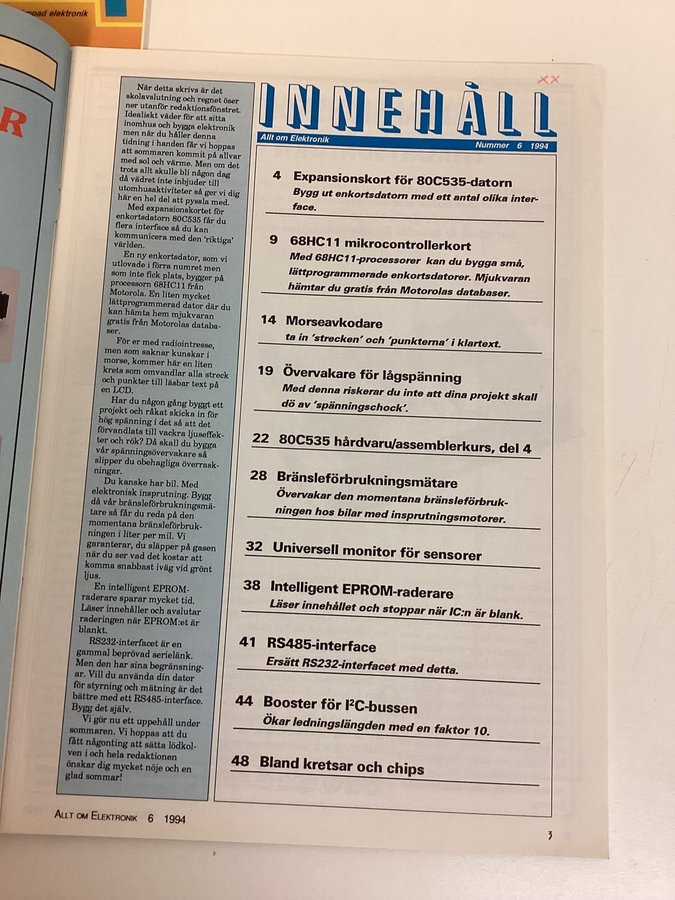 mpad elektronik
R
När detta skrivs är det
skolavslutning och regnet öser
ner utanför redaktionsfönstret.
Idealiskt väder för att sitta
inomhus och bygga elektronik
men när du håller denna
tidning i handen får vi hoppas
att sommaren kommit på allvar
med sol och värme. Men om det
trots allt skulle bli någon dag
då vädret inte inbjuder till
utomhusaktiviteter så ger vi dig
här en hel del att pyssla med.
Med expansionskortet för
enkortsdatorn 80C535 får du
flera interface så du kan
kommunicera med den 'riktiga'
världen.
En ny enkortsdator, som vi
utlovade i förra numret men
som inte fick plats, bygger på
processorn 68HC11 från
Motorola. En liten mycket
lättprogrammerad dator där du
kan hämta hem mjukvaran
gratis från Motorolas databa-
ser.
För er med radiointresse,
men som saknar kunskar i
morse, kommer här en liten
krets som omvandlar alla streck
och punkter till läsbar text på
en LCD.
Har du någon gång byggt ett
projekt och råkat skicka in för
hög spänning i det så att det
förvandlats till vackra ljuseffek-
ter och rök? Då skall du bygga
vår spänningsövervakare så
slipper du obehagliga överrask-
ningar.
Du kanske har bil. Med
elektronisk insprutning. Bygg
då vår bränsleförbrukningsmä-
tare så får du reda på den
momentana bränsleförbruk-
ningen i liter per mil. Vi
garanterar, du släpper på gasen
när du ser vad det kostar att
komma snabbast iväg vid grönt
ljus.
En intelligent EPROM-
raderare sparar mycket tid.
Läser innehåller och avslutar
raderingen när EPROM:et är
blankt.
RS232-interfacet är en
gammal beprövad serielänk.
Men den har sina begränsning-
ar. Vill du använda din dator
för styrning och mätning är det
bättre med ett RS485-interface.
Bygg det själv.
Vi gör nu ett uppehåll under
sommaren. Vi hoppas att du
fått någonting att sätta lödkol-
ven i och hela redaktionen
önskar dig mycket nöje och en
glad sommar!
ALLT OM ELEKTRONIK 6 1994
xx
INNEHÅLL
Allt om Elektronik Nummer 6 1994
4 Expansionskort för 80C535-datorn
Bygg ut enkortsdatorn med ett antal olika inter-
face.
9 68HC11 mikrocontrollerkort
Med 68HC11-processorer kan du bygga små,
lättprogrammerade enkortsdatorer. Mjukvaran
hämtar du gratis från Motorolas databaser.
14 Morseavkodare
ta in 'strecken' och 'punkterna' i klartext.
19 Övervakare för lågspänning
Med denna riskerar du inte att dina projekt skall
dö av 'spänningschock'.
22 80C535 hårdvaru/assemblerkurs, del 4
28 Bränsleförbrukningsmätare
Övervakar den momentana bränsleförbruk-
ningen hos bilar med insprutningsmotorer.
32 Universell monitor för sensorer
38 Intelligent EPROM-raderare
Läser innehållet och stoppar när IC:n är blank.
41 RS485-interface
Ersätt RS232-interfacet med detta.
44 Booster för I²C-bussen
Ökar ledningslängden med en faktor 10.
48 Bland kretsar och chips
3